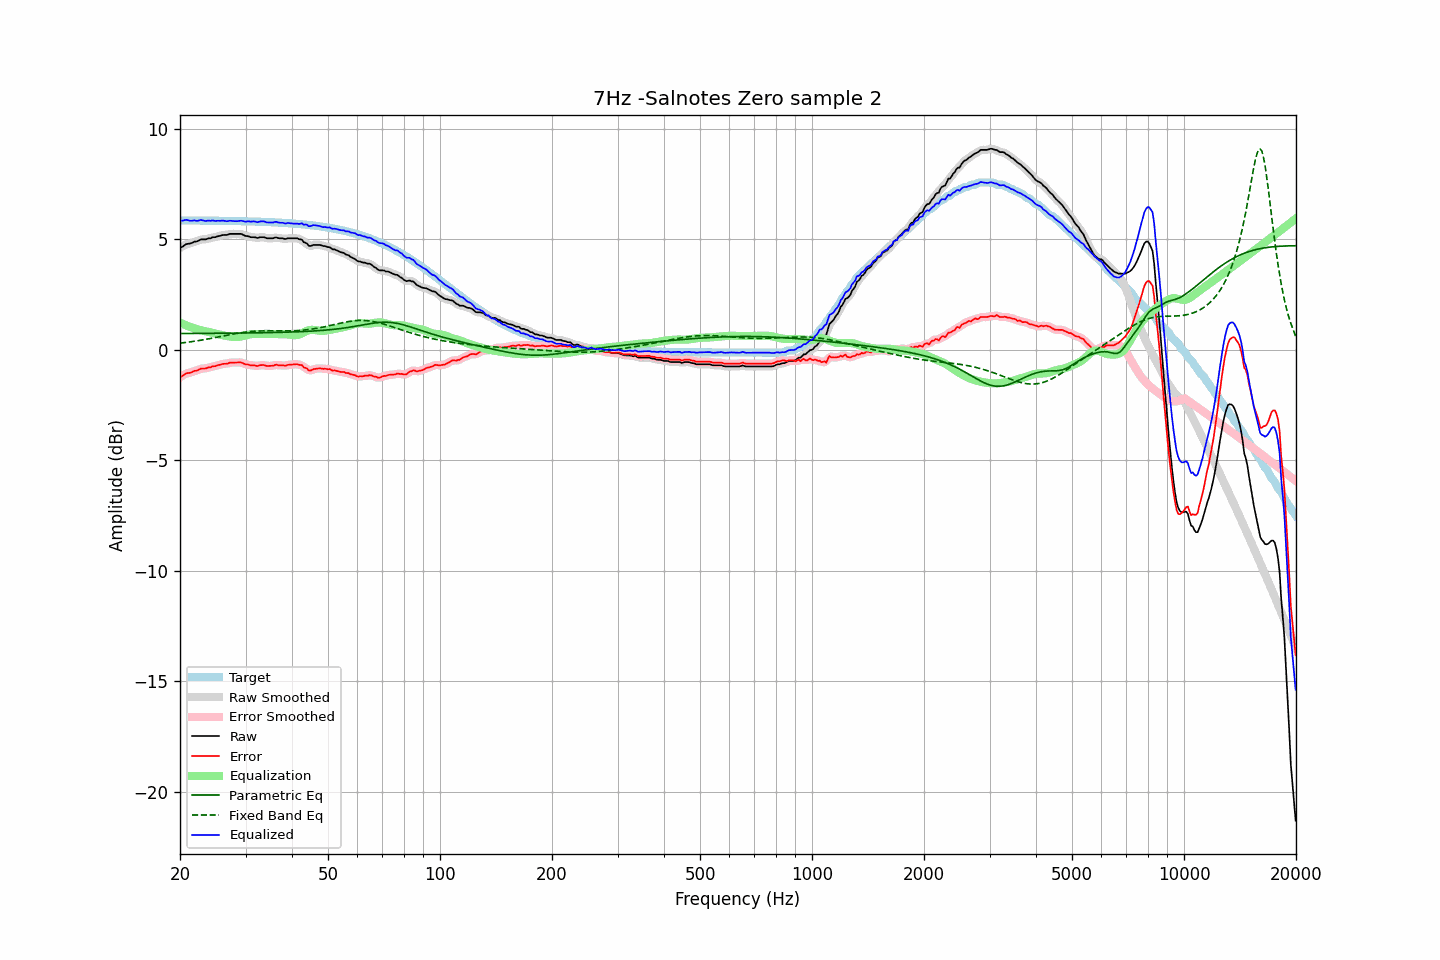 7Hz -Salnotes Zero sample 2
10
5
0
−5
−10
−15
−20
Amplitude (dBr)
Target
Raw Smoothed
Error Smoothed
Raw
Error
Equalization
Parametric Eq
Fixed Band Eq
Equalized
20 50 100 200 500 1000 2000 5000 10000 20000
Frequency (Hz)